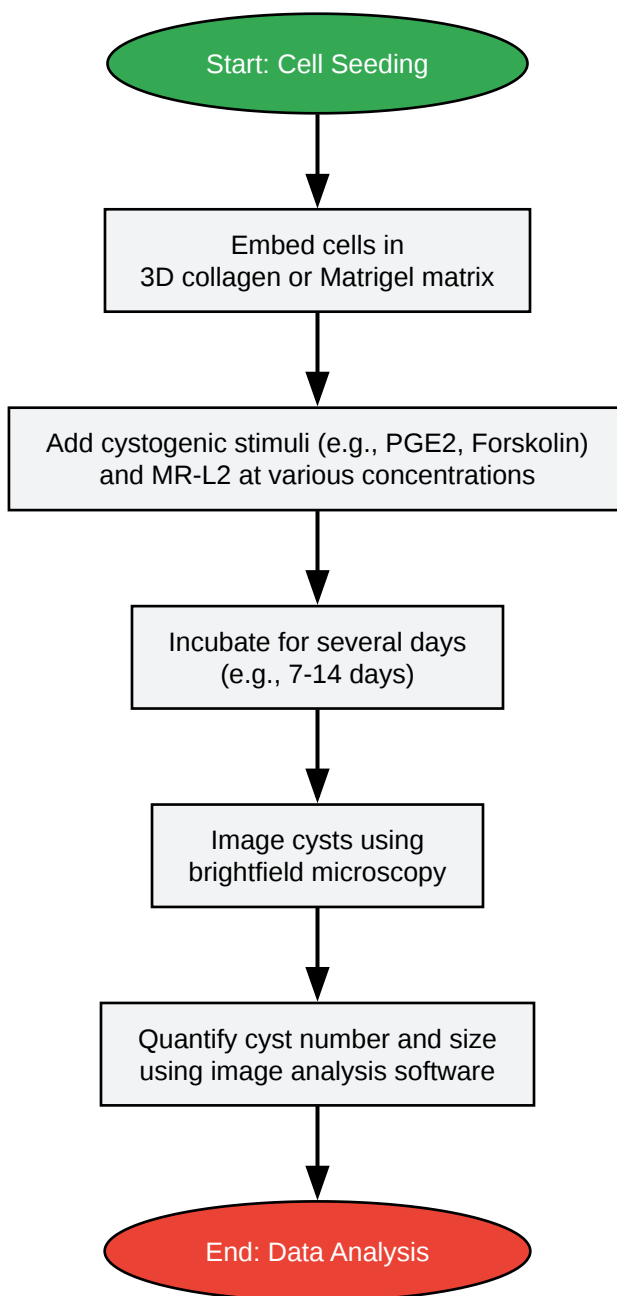 Start: Cell Seeding
Embed cells in
3D collagen or Matrigel matrix
Add cystogenic stimuli (e.g., PGE2, Forskolin)
and MR-L2 at various concentrations
Incubate for several days
(e.g., 7-14 days)
Image cysts using
brightfield microscopy
Quantify cyst number and size
using image analysis software
End: Data Analysis